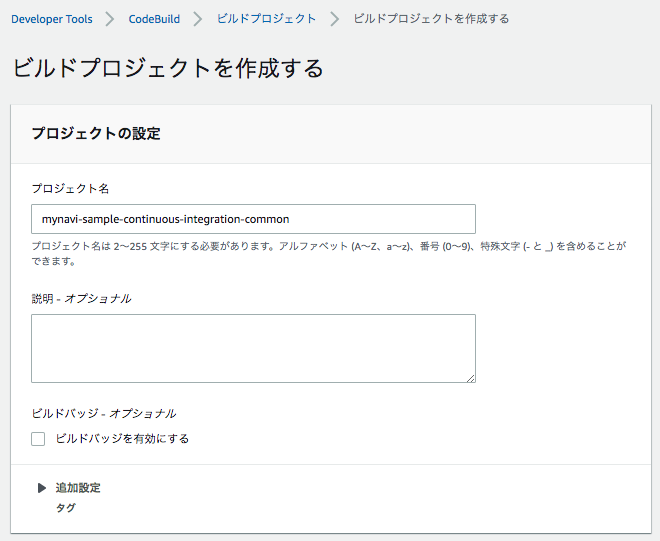 Developer Tools > CodeBuild > ビルドプロジェクト > ビルドプロジェクトを作成する
ビルドプロジェクトを作成する
プロジェクトの設定
プロジェクト名
mynavi-sample-continuous-integration-common
プロジェクト名は 2〜255 文字にする必要があります。アルファベット (A〜Z、a〜z)、番号 (0〜9)、特殊文字 (- と _) を含めることが
できます。
説明 - オプショナル
ビルドバッジ - オプショナル
ビルドバッジを有効にする
追加設定
タグ